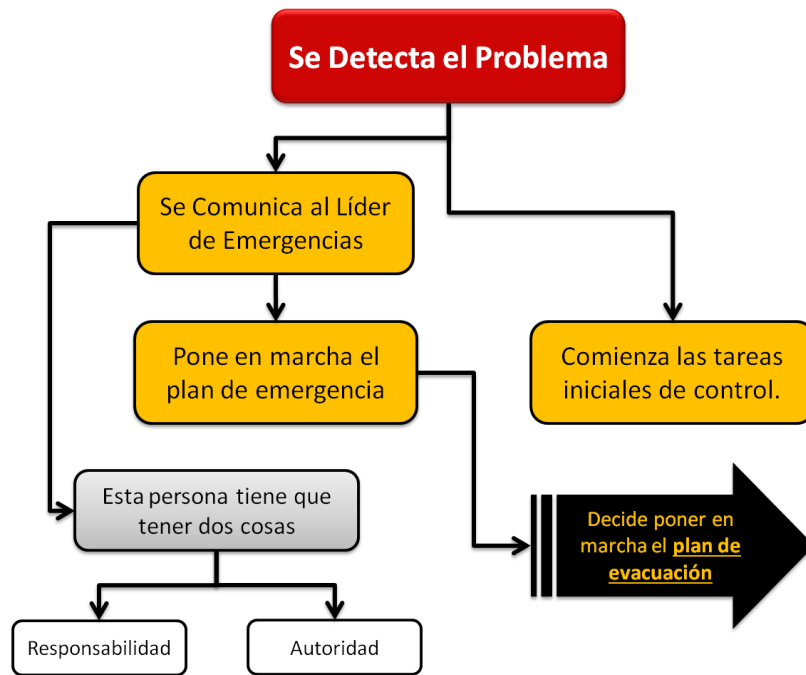 Se Detecta el Problema
Se Comunica al Líder
de Emergencias
Pone en marcha el
plan de emergencia
Comienza las tareas
iniciales de control.
Esta persona tiene que
tener dos cosas
Decide poner en
marcha el plan de
evacuación
Responsabilidad
Autoridad